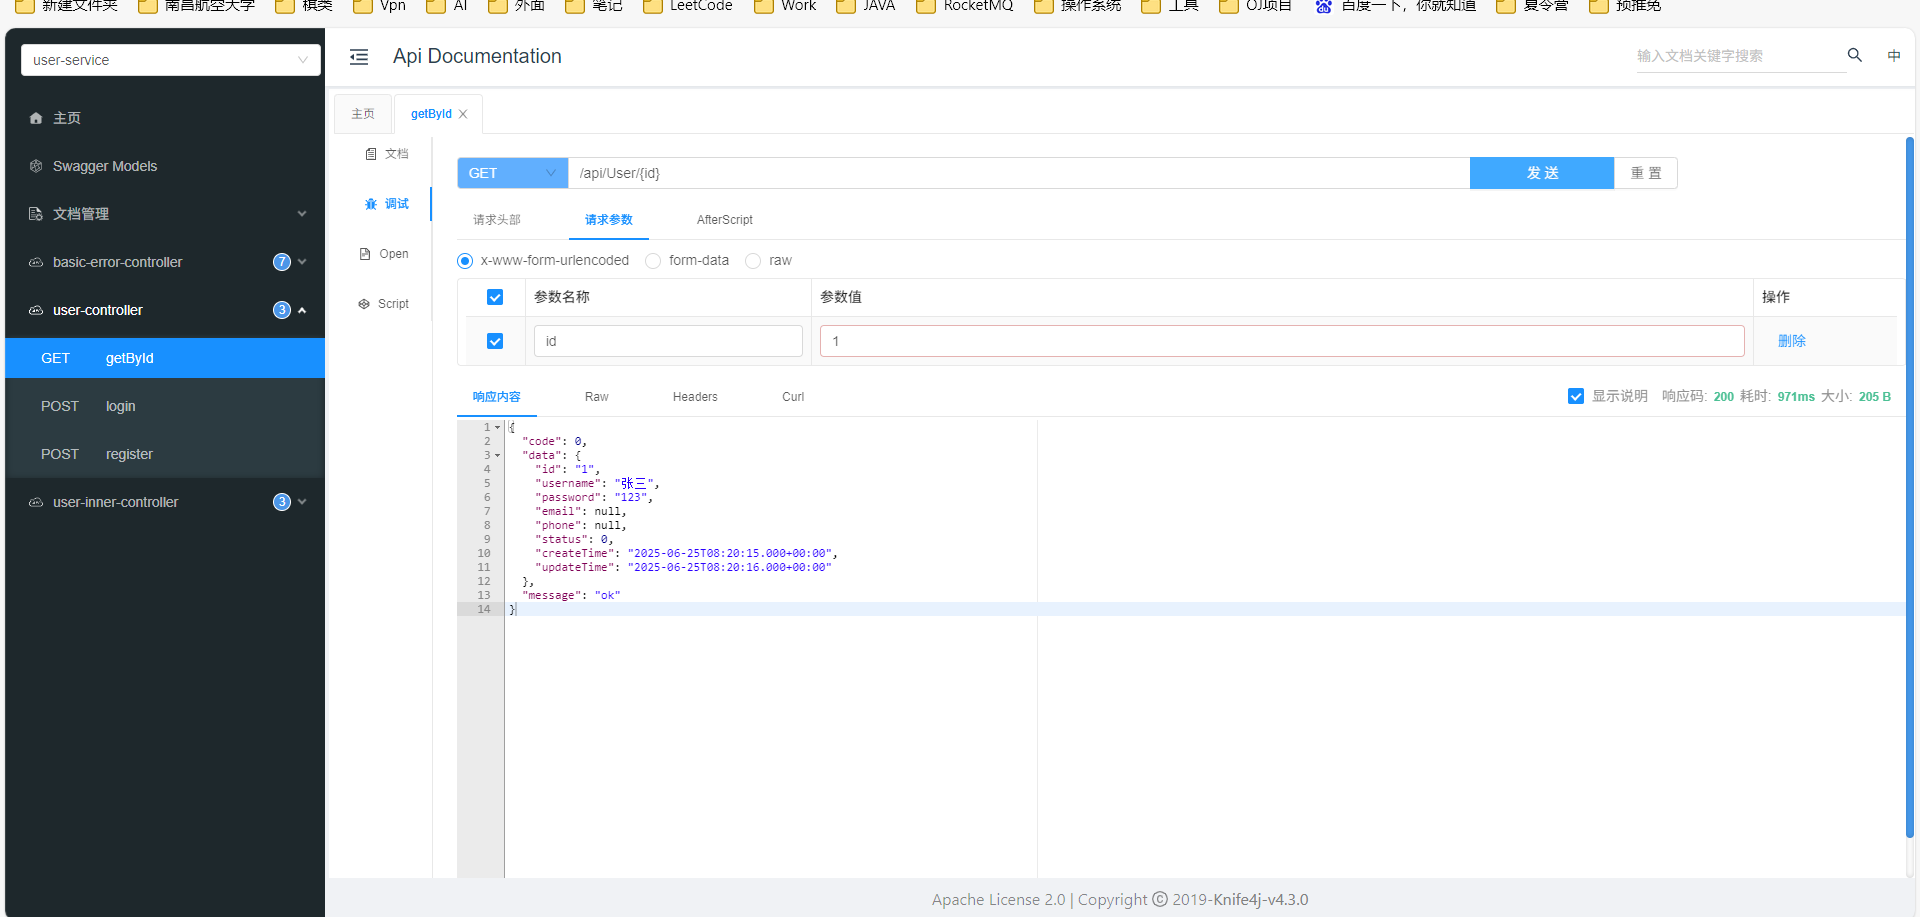 新建文件夹 南昌航空大学 棋类 Vpn AI 外面 笔记 LeetCode Work JAVA RocketMQ 操作系统 工具 OJ项目 百度一下，你就知道 夏令营 预推免
user-service
Api Documentation
输入文档关键字搜索
中
主页
Swagger Models
文档管理
basic-error-controller 7
user-controller 3
GET getById
POST login
POST register
user-inner-controller 3
主页 getById
文档
调试
Open
Script
GET /api/User/{id} 发 送 重 置
请求头部 请求参数 AfterScript
x-www-form-urlencoded form-data raw
参数名称 参数值 操作
id 1 删除
响应内容 Raw Headers Curl 显示说明 响应码: 200 耗时: 971ms 大小: 205 B
1 {
2 "code": 0,
3 "data": {
4 "id": "1",
5 "username": "张三",
6 "password": "123",
7 "email": null,
8 "phone": null,
9 "status": 0,
10 "createTime": "2025-06-25T08:20:15.000+00:00",
11 "updateTime": "2025-06-25T08:20:16.000+00:00"
12 },
13 "message": "ok"
14 }
Apache License 2.0 | Copyright © 2019-Knife4j-v4.3.0